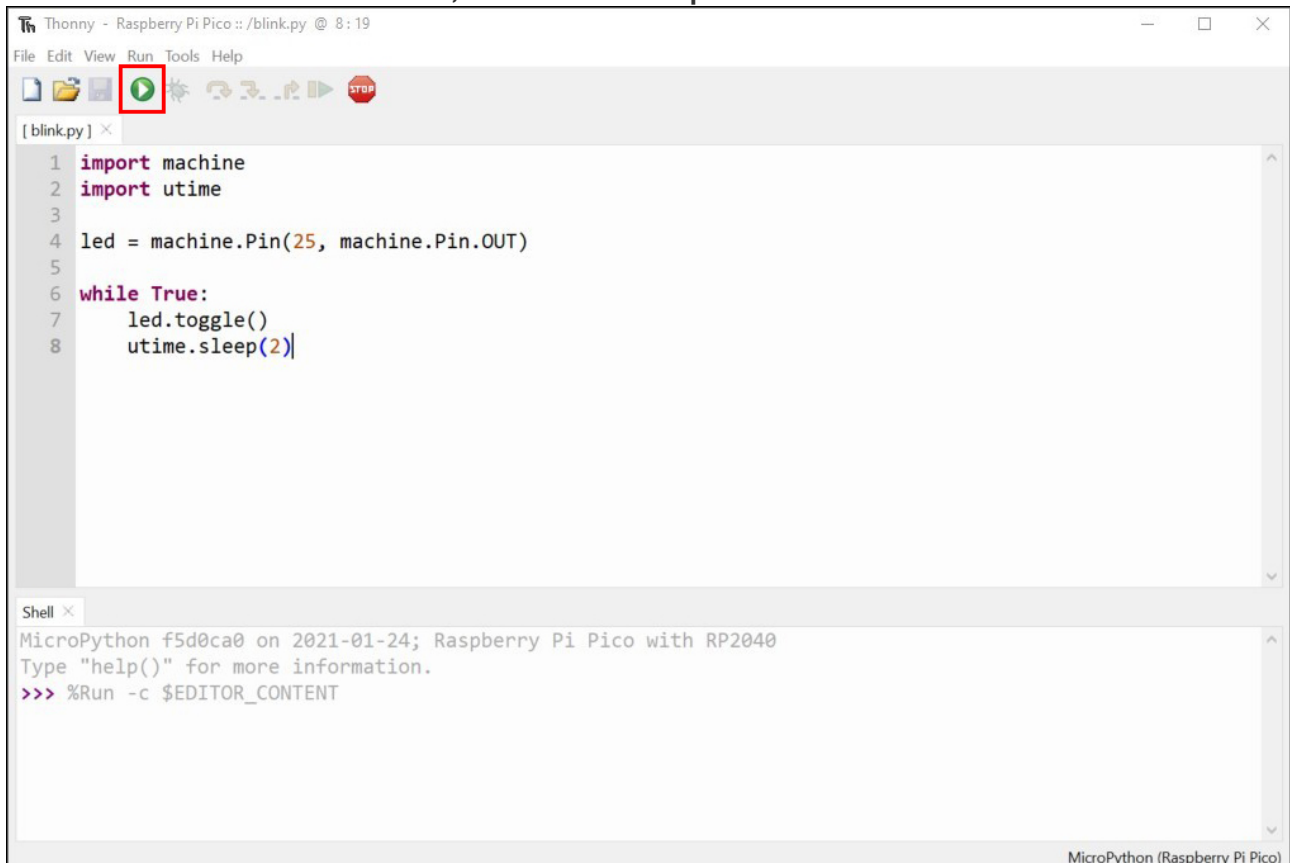 Thonny - Raspberry Pi Pico :: /blink.py @ 8:19
File Edit View Run Tools Help
STOP
[ blink.py ]
1 import machine
2 import utime
3
4 led = machine.Pin(25, machine.Pin.OUT)
5
6 while True:
7     led.toggle()
8     utime.sleep(2)
Shell
MicroPython f5d0ca0 on 2021-01-24; Raspberry Pi Pico with RP2040
Type "help()" for more information.
>>> %Run -c $EDITOR_CONTENT
MicroPython (Raspberry Pi Pico)